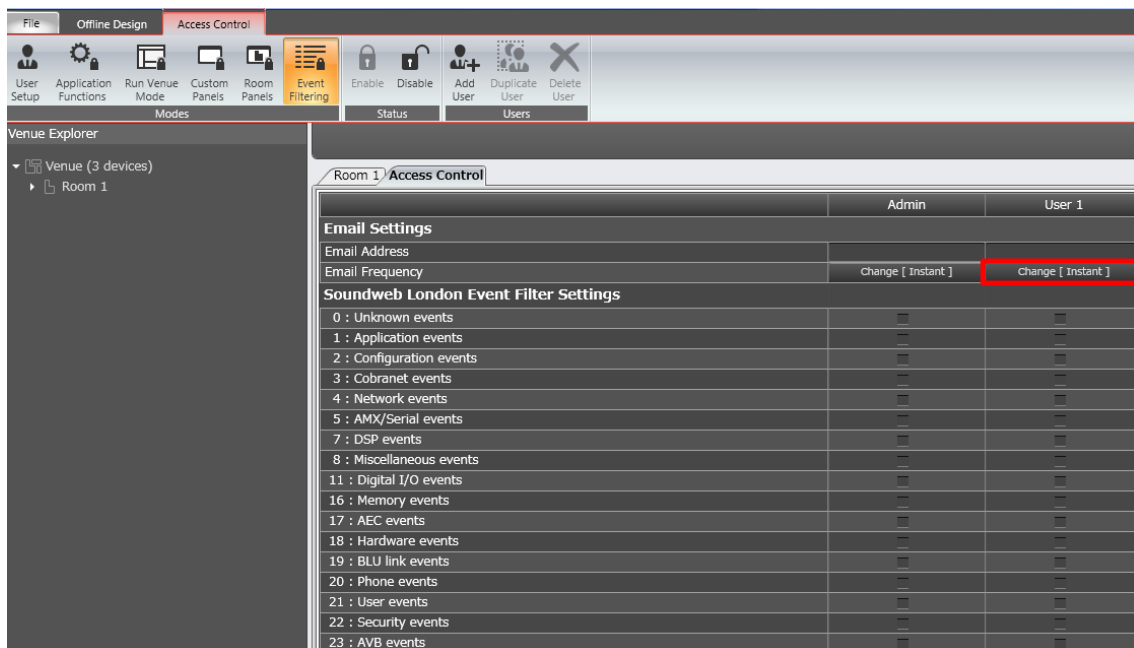 File Offline Design Access Control
User Setup Application Functions Run Venue Mode Custom Panels Room Panels Event Filtering Enable Disable Add User Duplicate User Delete User
Modes Status Users
Venue Explorer
Venue (3 devices)
Room 1
Room 1 Access Control
Admin User 1
Email Settings
Email Address
Email Frequency Change [ Instant ] Change [ Instant ]
Soundweb London Event Filter Settings
0 : Unknown events
1 : Application events
2 : Configuration events
3 : Cobranet events
4 : Network events
5 : AMX/Serial events
7 : DSP events
8 : Miscellaneous events
11 : Digital I/O events
16 : Memory events
17 : AEC events
18 : Hardware events
19 : BLU link events
20 : Phone events
21 : User events
22 : Security events
23 : AVB events